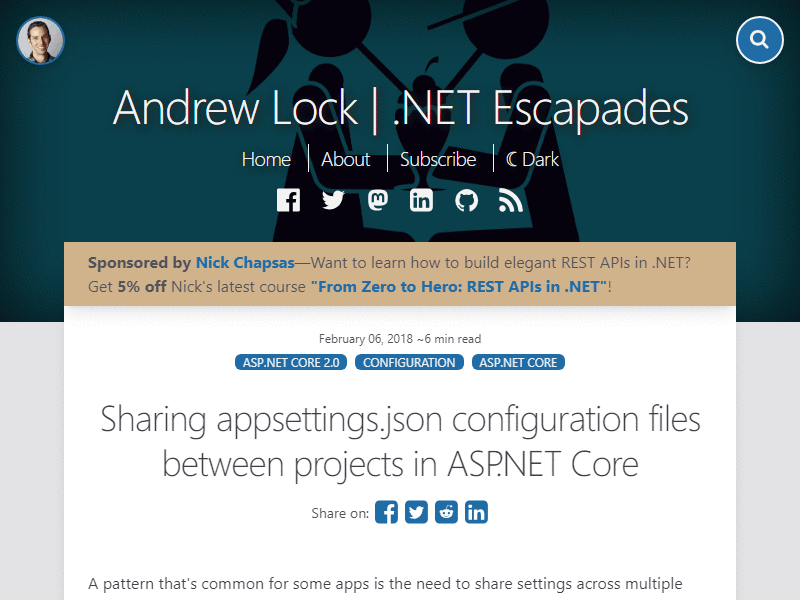 Andrew Lock | .NET Escapades
Home About Subscribe ☾ Dark
Sponsored by Nick Chapsas—Want to learn how to build elegant REST APIs in .NET?
Get 5% off Nick's latest course "From Zero to Hero: REST APIs in .NET"!
February 06, 2018 ~6 min read
ASP.NET CORE 2.0 CONFIGURATION ASP.NET CORE
Sharing appsettings.json configuration files
between projects in ASP.NET Core
Share on:
A pattern that's common for some apps is the need to share settings across multiple